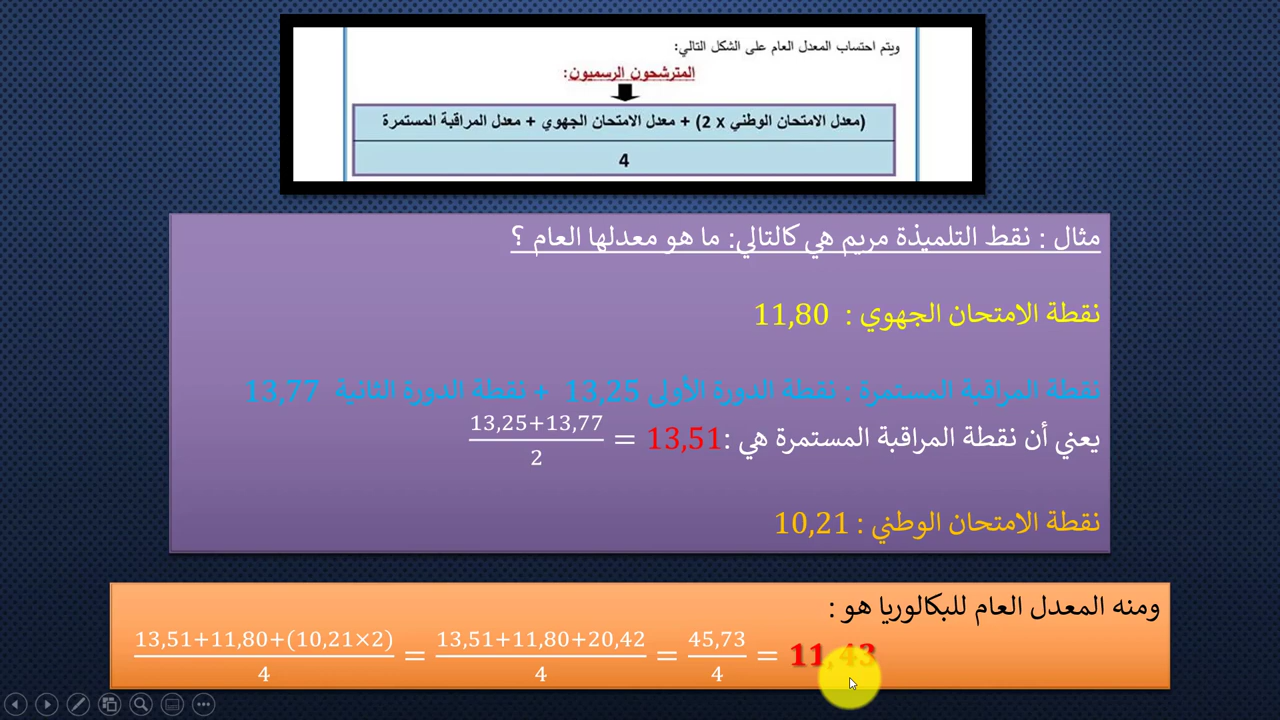 ويتم احتساب المعدل العام على الشكل التالي:
المترشحون الرسميون:
(معدل الامتحان الوطني x 2) + معدل الامتحان الجهوي + معدل المراقبة المستمرة
4
مثال : نقط التلميذة مريم هي كالتالي: ما هو معدلها العام ؟
نقطة الامتحان الجهوي : 11,80
نقطة المراقبة المستمرة : نقطة الدورة الأولى 13,25 + نقطة الدورة الثانية 13,77
يعني أن نقطة المراقبة المستمرة هي : 13,51 = 13,25+13,77 / 2
نقطة الامتحان الوطني : 10,21
ومنه المعدل العام للبكالوريا هو :
13,51+11,80+(10,21×2) / 4 = 13,51+11,80+20,42 / 4 = 45,73 / 4 = 11,43